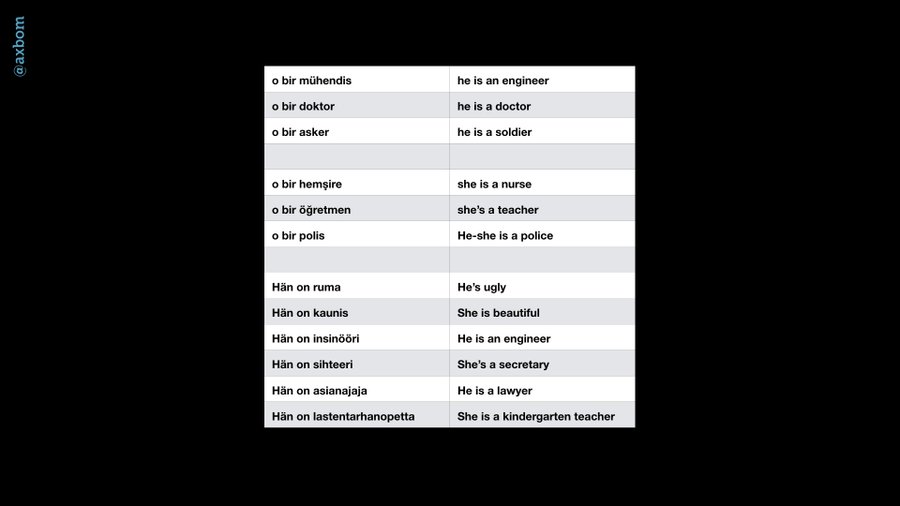 @axbom
o bir mühendis he is an engineer
o bir doktor he is a doctor
o bir asker he is a soldier
o bir hemşire she is a nurse
o bir öğretmen she's a teacher
o bir polis He-she is a police
Hän on ruma He's ugly
Hän on kaunis She is beautiful
Hän on insinööri He is an engineer
Hän on sihteeri She's a secretary
Hän on asianajaja He is a lawyer
Hän on lastentarhanopetta She is a kindergarten teacher